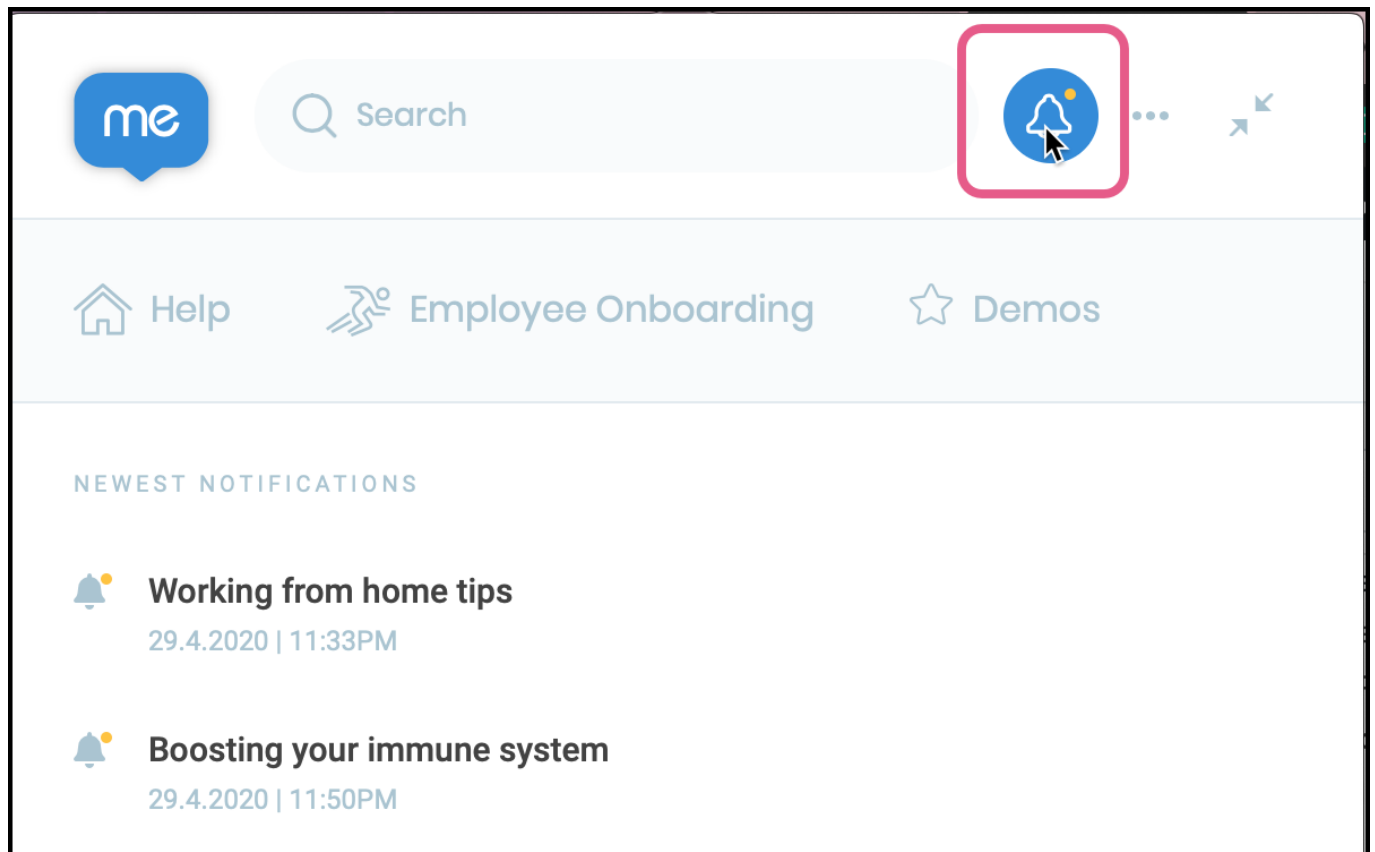 me
Search
Help
Employee Onboarding
Demos
NEWEST NOTIFICATIONS
Working from home tips
29.4.2020 | 11:33PM
Boosting your immune system
29.4.2020 | 11:50PM